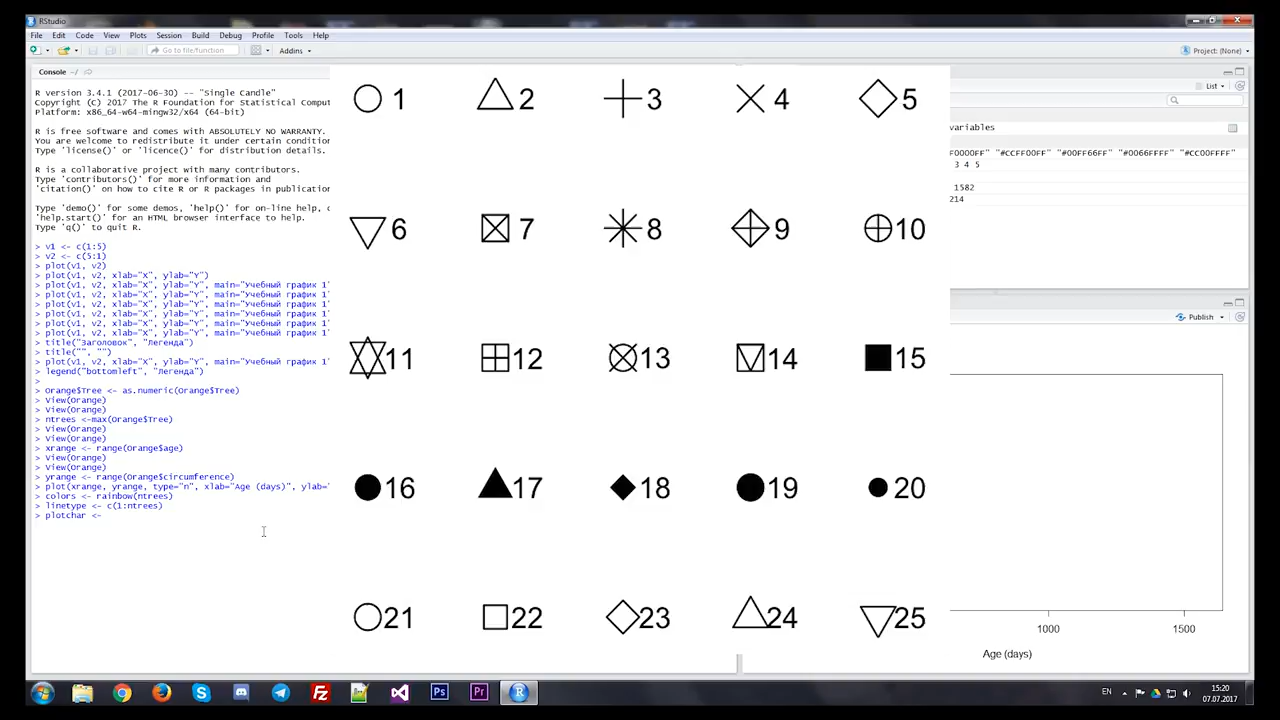 RStudio
File Edit Code View Plots Session Build Debug Profile Tools Help
Go to file/function Addins Project: (None)
Console ~/
List
R version 3.4.1 (2017-06-30) -- "Single Candle"
Copyright (C) 2017 The R Foundation for Statistical Comput
Platform: x86_64-w64-mingw32/x64 (64-bit)
R is free software and comes with ABSOLUTELY NO WARRANTY.
You are welcome to redistribute it under certain condition
Type 'license()' or 'licence()' for distribution details.
R is a collaborative project with many contributors.
Type 'contributors()' for more information and
'citation()' on how to cite R or R packages in publication
Type 'demo()' for some demos, 'help()' for on-line help, o
'help.start()' for an HTML browser interface to help.
Type 'q()' to quit R.
> v1 <- c(1:5)
> v2 <- c(5:1)
> plot(v1, v2)
> plot(v1, v2, xlab="X", ylab="Y")
> plot(v1, v2, xlab="X", ylab="Y", main="Учебный график 1"
> plot(v1, v2, xlab="X", ylab="Y", main="Учебный график 1"
> plot(v1, v2, xlab="X", ylab="Y", main="Учебный график 1"
> plot(v1, v2, xlab="X", ylab="Y", main="Учебный график 1"
> plot(v1, v2, xlab="X", ylab="Y", main="Учебный график 1"
> plot(v1, v2, xlab="X", ylab="Y", main="Учебный график 1"
> title("Заголовок", "Легенда")
> title("", "")
> plot(v1, v2, xlab="X", ylab="Y", main="Учебный график 1"
> legend("bottomleft", "Легенда")
>
> Orange$Tree <- as.numeric(Orange$Tree)
> View(Orange)
> View(Orange)
> ntrees <-max(Orange$Tree)
> View(Orange)
> View(Orange)
> xrange <- range(Orange$age)
> View(Orange)
> View(Orange)
> yrange <- range(Orange$circumference)
> plot(xrange, yrange, type="n", xlab="Age (days)", ylab="
> colors <- rainbow(ntrees)
> linetype <- c(1:ntrees)
> plotchar <-
1 2 3 4 5
6 7 8 9 10
11 12 13 14 15
16 17 18 19 20
21 22 23 24 25
variables
F0000FF" "#CCFF00FF" "#00FF66FF" "#0066FFFF" "#CC00FFFF"
3 4 5
1582
214
Publish
1000 1500
Age (days)
EN
15:20
07.07.2017